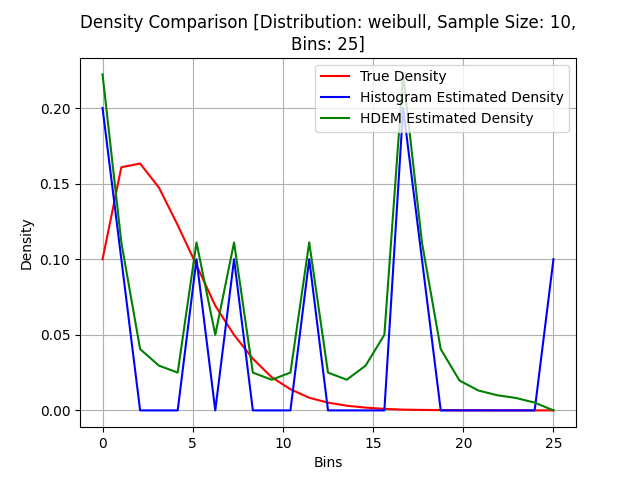 Density Comparison [Distribution: weibull, Sample Size: 10,
Bins: 25]
True Density
Histogram Estimated Density
HDEM Estimated Density
Density
0.20
0.15
0.10
0.05
0.00
0 5 10 15 20 25
Bins